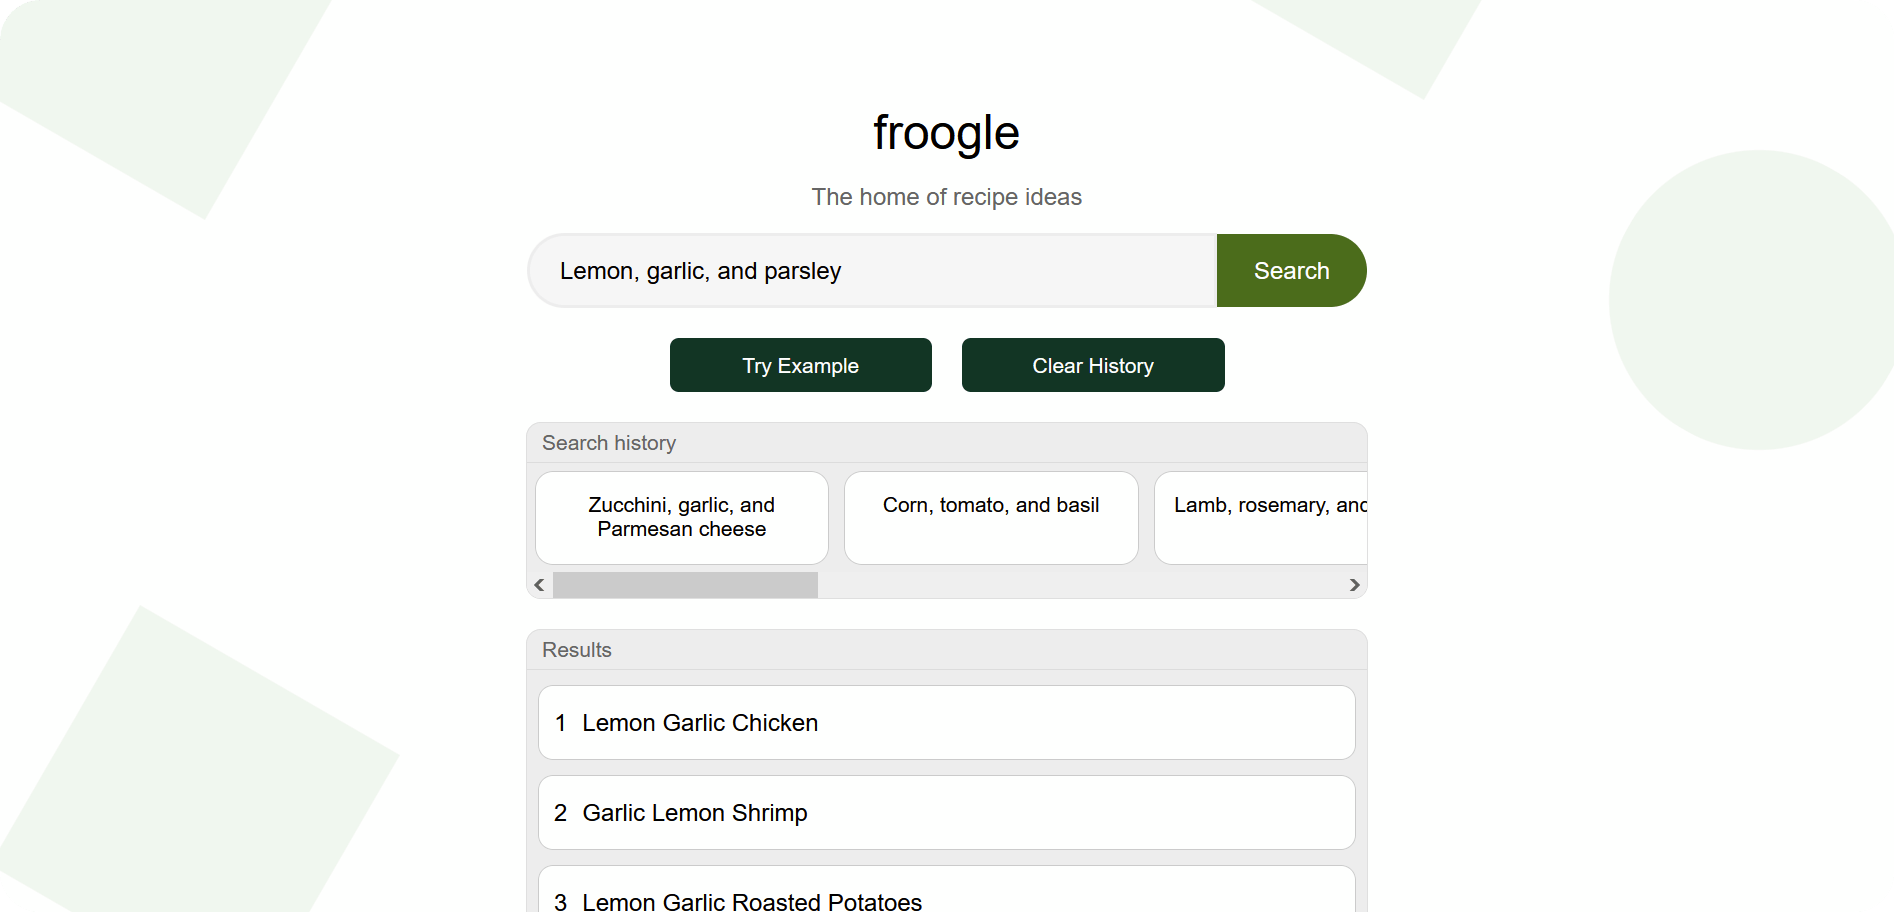 froogle
The home of recipe ideas
Lemon, garlic, and parsley
Search
Try Example
Clear History
Search history
Zucchini, garlic, and
Parmesan cheese
Corn, tomato, and basil
Lamb, rosemary, and
Results
1 Lemon Garlic Chicken
2 Garlic Lemon Shrimp
3 Lemon Garlic Roasted Potatoes